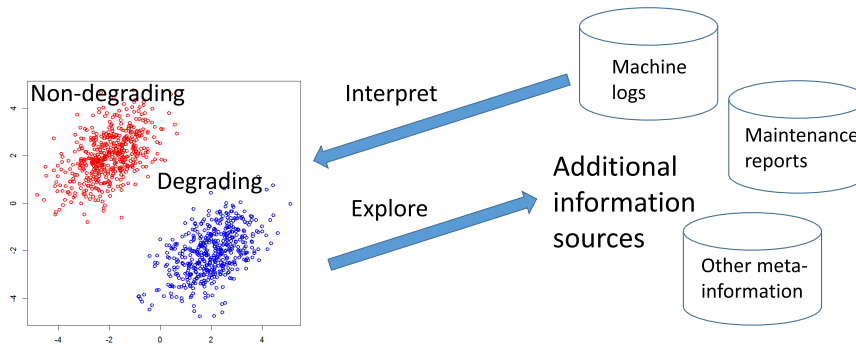 Non-degrading
Degrading
4
2
0
-2
-4
-4
-2
0
2
4
Interpret
Explore
Additional
information
sources
Machine
logs
Maintenance
reports
Other meta-
information